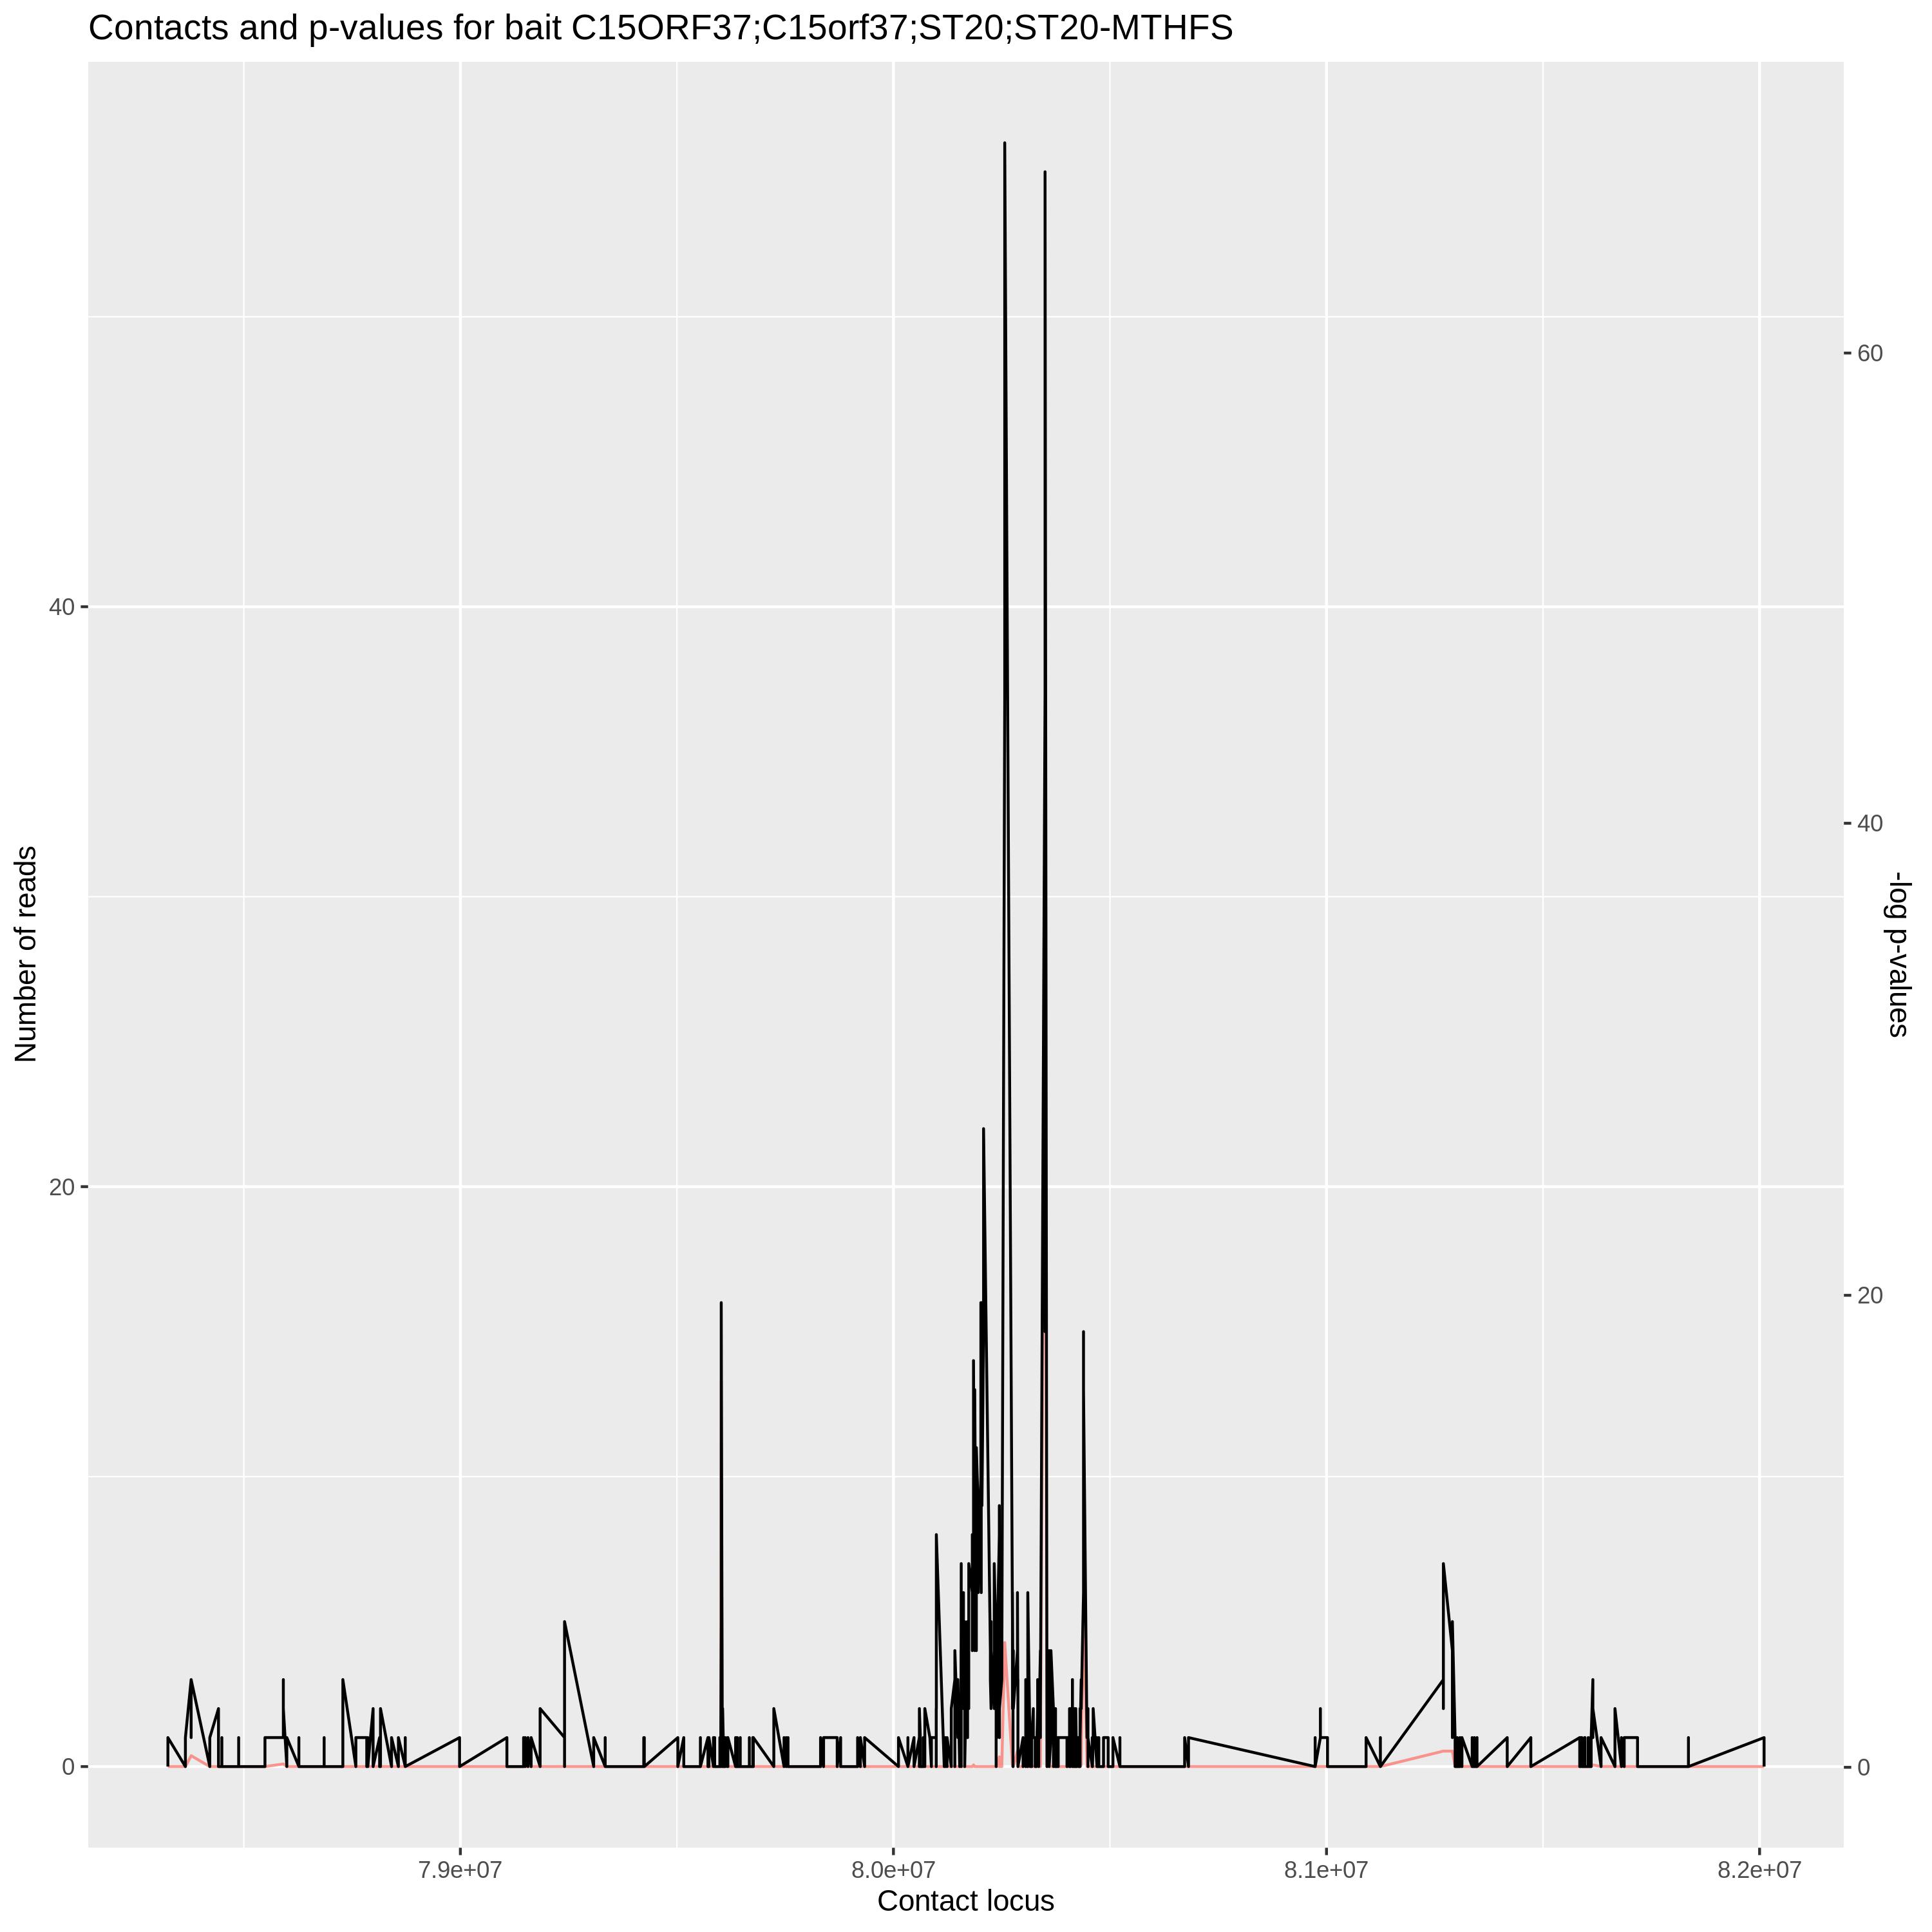 Contacts and p-values for bait C15ORF37;C15orf37;ST20;ST20-MTHFS
Number of reads
40
20
0
60
40
20
0
-log p-values
7.9e+07 8.0e+07 8.1e+07 8.2e+07
Contact locus